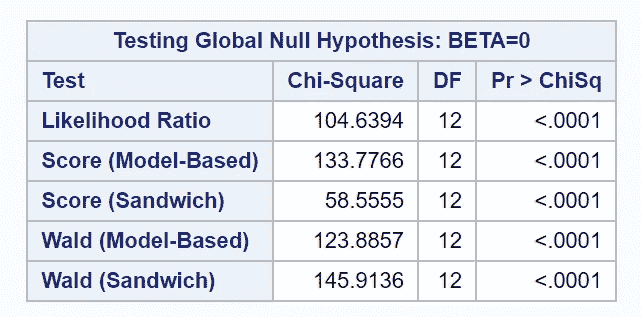 Testing Global Null Hypothesis: BETA=0
Test Chi-Square DF Pr > ChiSq
Likelihood Ratio 104.6394 12 <.0001
Score (Model-Based) 133.7766 12 <.0001
Score (Sandwich) 58.5555 12 <.0001
Wald (Model-Based) 123.8857 12 <.0001
Wald (Sandwich) 145.9136 12 <.0001